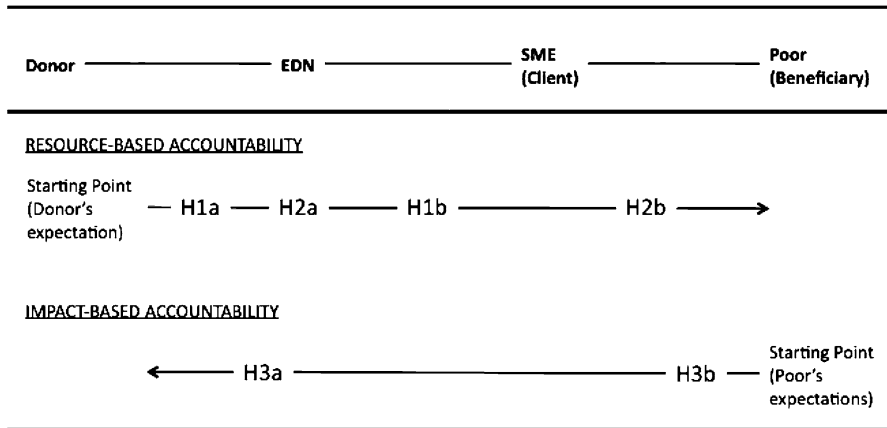 Donor EDN SME Poor
(Client) (Beneficiary)
RESOURCE-BASED ACCOUNTABILITY
Starting Point
(Donor's H1a H2a H1b H2b
expectation)
IMPACT-BASED ACCOUNTABILITY
H3a H3b Starting Point
(Poor's
expectations)